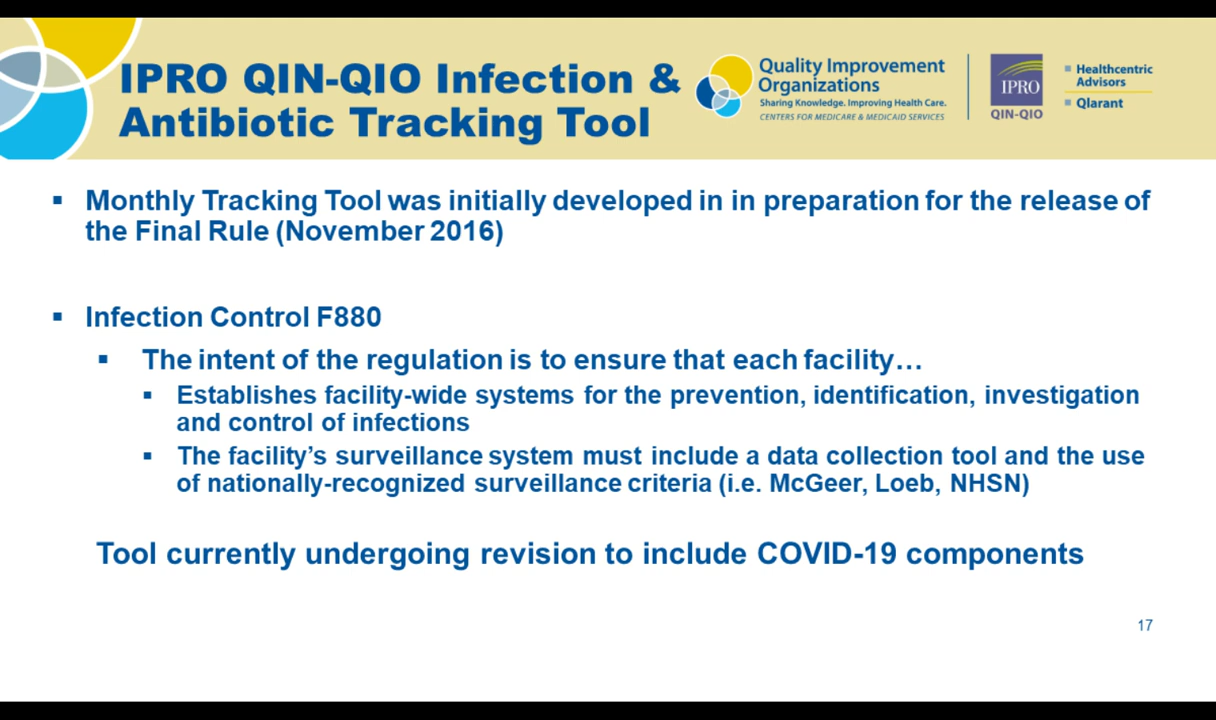 IPRO QIN-QIO Infection &
Antibiotic Tracking Tool
Quality Improvement
Organizations
Sharing Knowledge. Improving Health Care.
CENTERS FOR MEDICARE & MEDICAID SERVICES
IPRO
QIN-QIO
▪ Healthcentric
Advisors
▪ Qlarant
▪ Monthly Tracking Tool was initially developed in in preparation for the release of
the Final Rule (November 2016)
▪ Infection Control F880
▪ The intent of the regulation is to ensure that each facility…
▪ Establishes facility-wide systems for the prevention, identification, investigation
and control of infections
▪ The facility’s surveillance system must include a data collection tool and the use
of nationally-recognized surveillance criteria (i.e. McGeer, Loeb, NHSN)
Tool currently undergoing revision to include COVID-19 components
17